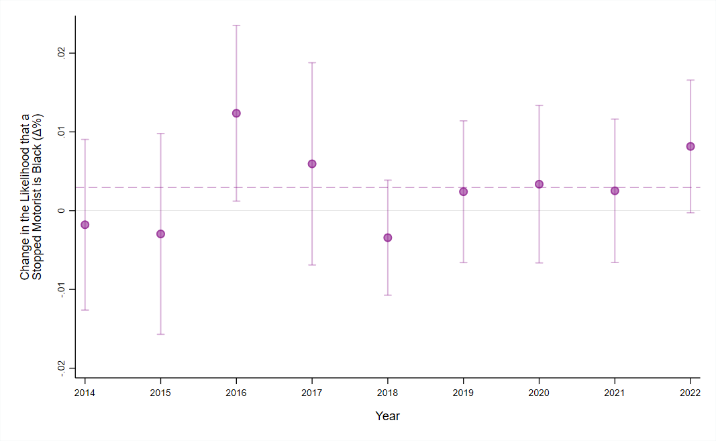 Change in the Likelihood that a
Stopped Motorist is Black (Δ%)
.02
.01
0
-.01
-.02
2014 2015 2016 2017 2018 2019 2020 2021 2022
Year